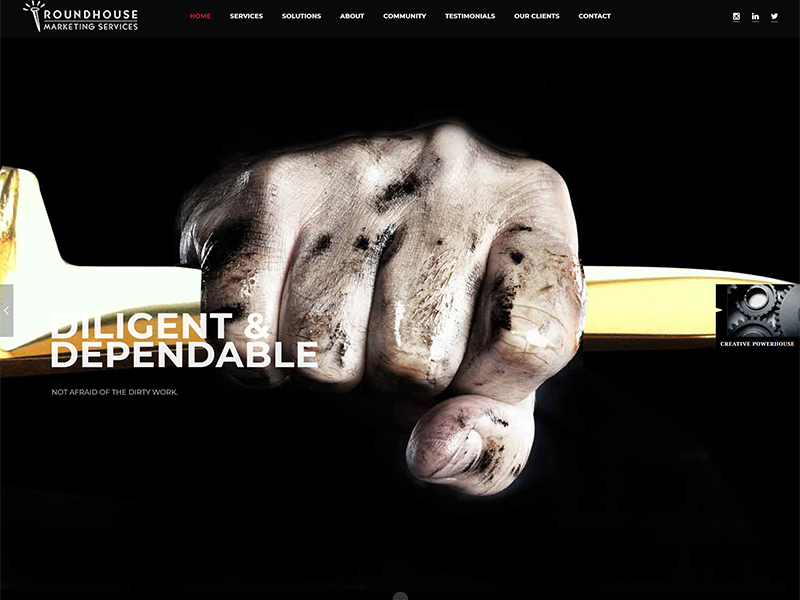 ROUNDHOUSE
MARKETING SERVICES
HOME SERVICES SOLUTIONS ABOUT COMMUNITY TESTIMONIALS OUR CLIENTS CONTACT
DILIGENT &
DEPENDABLE
NOT AFRAID OF THE DIRTY WORK.
CREATIVE POWERHOUSE